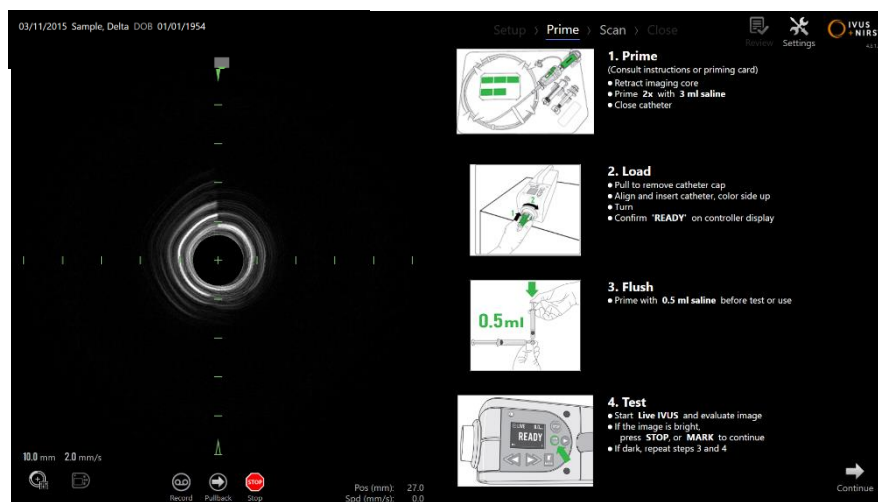 03/11/2015 Sample, Delta DOB 01/01/1954
Setup > Prime > Scan > Close
Review
Settings
IVUS
+NIRS
1. Prime
(Consult instructions or priming card)
• Retract imaging core
• Prime 2x with 3 ml saline
• Close catheter
2. Load
• Pull to remove catheter cap
• Align and insert catheter, color side up
• Turn
• Confirm 'READY' on controller display
1
2
3. Flush
• Prime with 0.5 ml saline before test or use
0.5ml
4. Test
• Start Live IVUS and evaluate image
• If the image is bright,
press STOP, or MARK to continue
• If dark, repeat steps 3 and 4
LIVE
READY
10.0 mm 2.0 mm/s
Record
Pullback
STOP
Stop
Pos (mm): 27.0
Spd (mm/s): 0.0
Continue